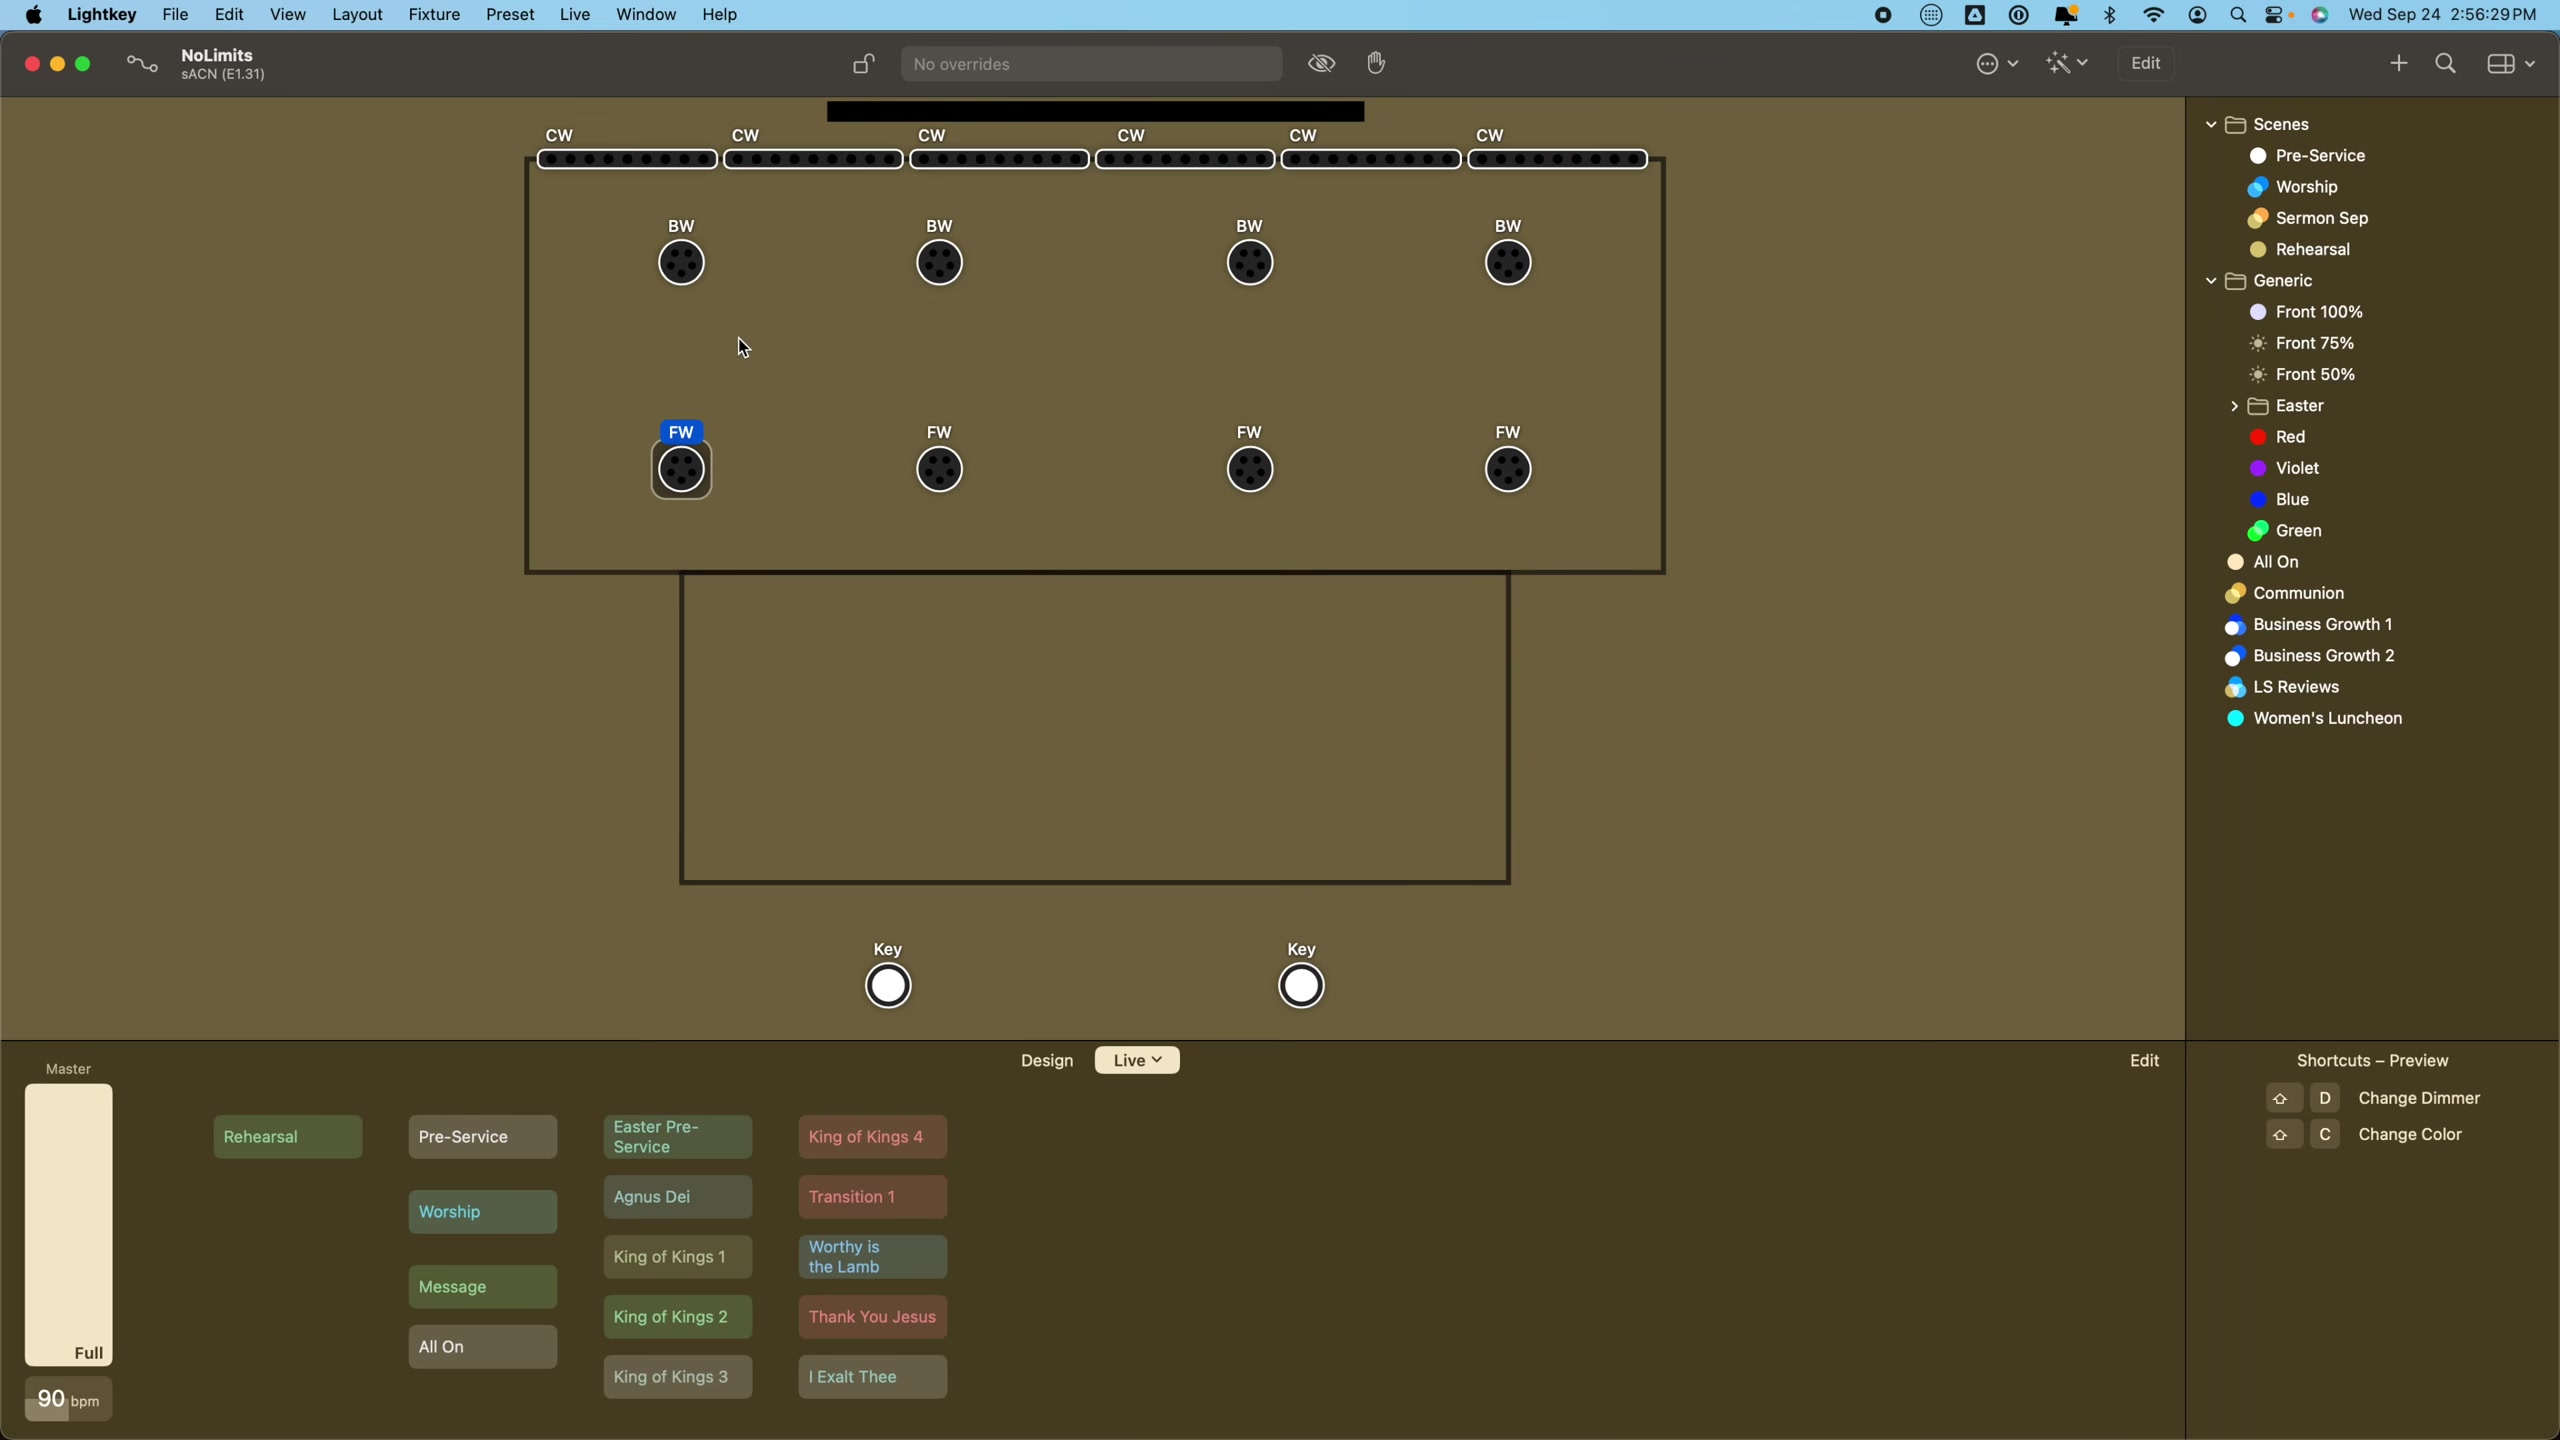 Lightkey File Edit View Layout Fixture Preset Live Window Help Wed Sep 24 2:56:29 PM
NoLimits
sACN (E1.31)
No overrides
Edit
CW CW CW CW CW CW
BW BW BW BW
FW FW FW FW
Key Key
Scenes
Pre-Service
Worship
Sermon Sep
Rehearsal
Generic
Front 100%
Front 75%
Front 50%
Easter
Red
Violet
Blue
Green
All On
Communion
Business Growth 1
Business Growth 2
LS Reviews
Women's Luncheon
Design Live Edit
Master
Full
90 bpm
Rehearsal
Pre-Service
Worship
Message
All On
Easter Pre-
Service
Agnus Dei
King of Kings 1
King of Kings 2
King of Kings 3
King of Kings 4
Transition 1
Worthy is
the Lamb
Thank You Jesus
I Exalt Thee
Shortcuts – Preview
D Change Dimmer
C Change Color